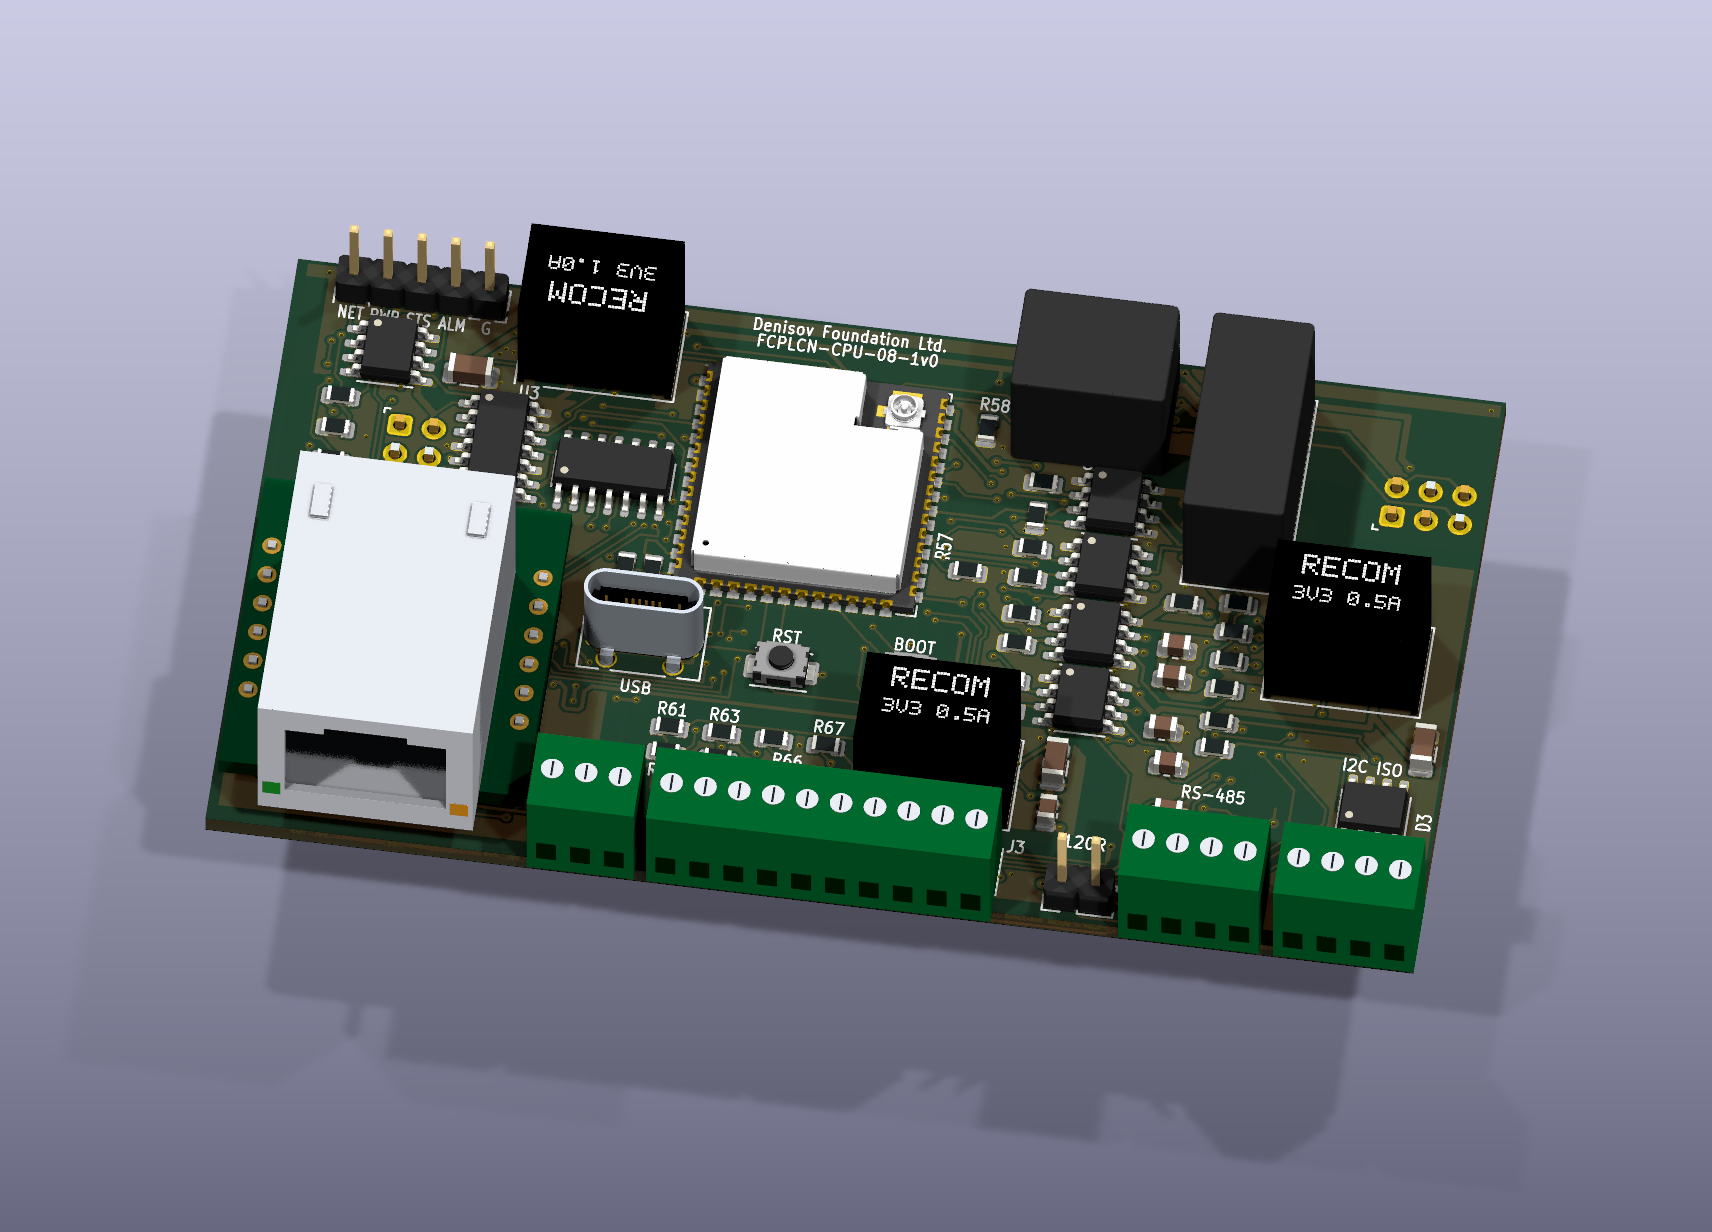 NET PWR STS ALM G
3V3 1.0A
RECOM
U3
Denisov Foundation Ltd.
FCPLCN-CPU-08-1v0
R58
R57
RECOM
3V3 0.5A
RST
BOOT
USB
RECOM
3V3 0.5A
R61
R63
R67
R66
I2C ISO
RS-485
D3
J3
120R